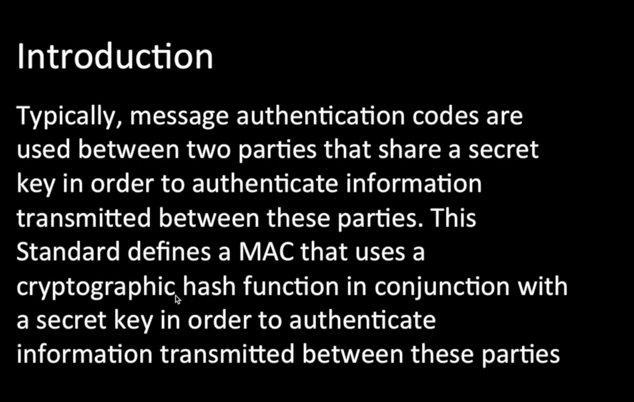 Introduction
Typically, message authentication codes are
used between two parties that share a secret
key in order to authenticate information
transmitted between these parties. This
Standard defines a MAC that uses a
cryptographic hash function in conjunction with
a secret key in order to authenticate
information transmitted between these parties